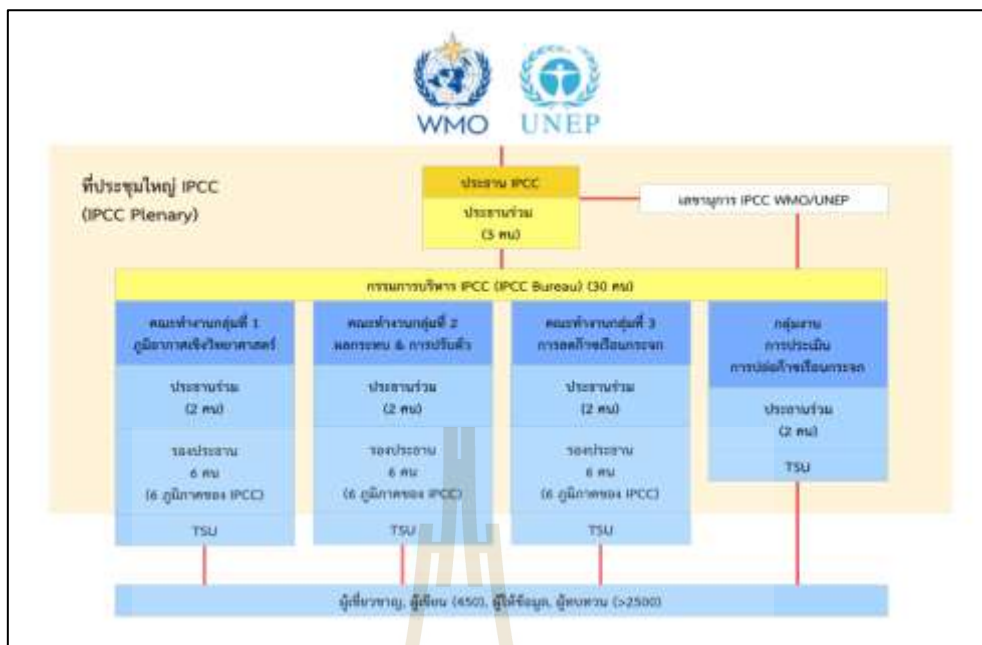 WMO
UNEP
ที่ประชุมใหญ่ IPCC
(IPCC Plenary)
ประธาน IPCC
ประธานร่วม
(3 คน)
เลขานุการ IPCC WMO/UNEP
กรรมการบริหาร IPCC (IPCC Bureau) (30 คน)
คณะทำงานกลุ่มที่ 1
ภูมิอากาศเชิงวิทยาศาสตร์
ประธานร่วม
(2 คน)
รองประธาน
6 คน
(6 ภูมิภาคของ IPCC)
TSU
คณะทำงานกลุ่มที่ 2
ผลกระทบ & การปรับตัว
ประธานร่วม
(2 คน)
รองประธาน
6 คน
(6 ภูมิภาคของ IPCC)
TSU
คณะทำงานกลุ่มที่ 3
การลดก๊าซเรือนกระจก
ประธานร่วม
(2 คน)
รองประธาน
6 คน
(6 ภูมิภาคของ IPCC)
TSU
กลุ่มงาน
การประเมิน
การปล่อยก๊าซเรือนกระจก
ประธานร่วม
(2 คน)
TSU
ผู้เชี่ยวชาญ, ผู้เขียน (450), ผู้ให้ข้อมูล, ผู้ทบทวน (>2500)